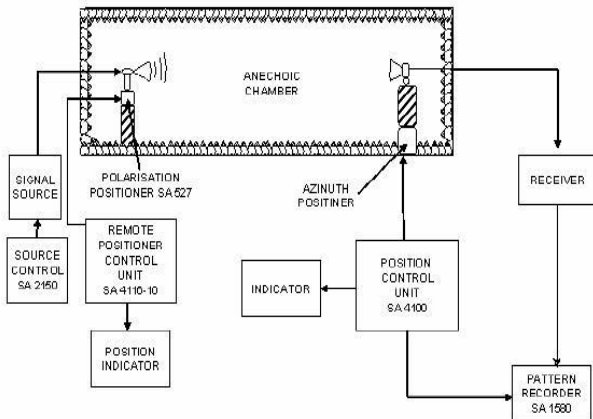 ANECHOIC
CHAMBER
POLARISATION
POSITIONER SA 527
AZIMUTH
POSITINER
SIGNAL
SOURCE
RECEIVER
SOURCE
CONTROL
SA 2150
REMOTE
POSITIONER
CONTROL
UNIT
SA 4110-10
INDICATOR
POSITION
CONTROL
UNIT
SA 4100
POSITION
INDICATOR
PATTERN
RECORDER
SA 1580